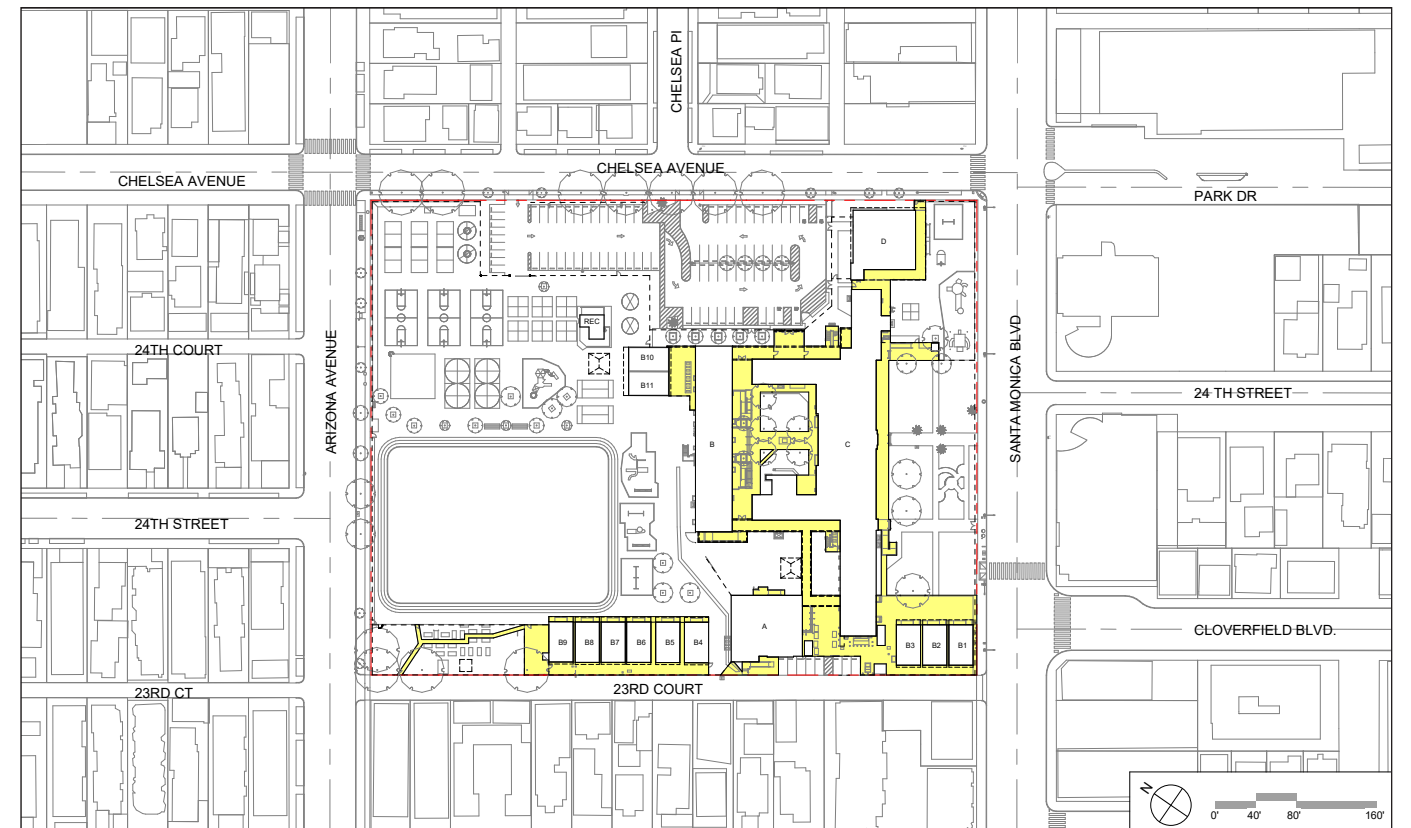 CHELSEA PI
CHELSEA AVENUE
CHELSEA AVENUE
PARK DR
D
REC
ARIZONA AVENUE
SANTA MONICA BLVD
24TH COURT
B10
B11
24 TH STREET
B
C
24TH STREET
A
CLOVERFIELD BLVD.
B9
B8
B7
B6
B5
B4
B3
B2
B1
23RD CT
23RD COURT
N
0'
40'
80'
160'